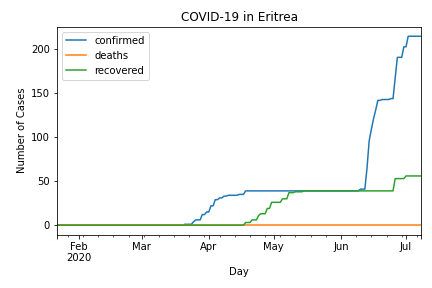 COVID-19 in Eritrea
confirmed
deaths
recovered
Number of Cases
200
150
100
50
0
Feb
2020
Mar
Apr
May
Jun
Jul
Day